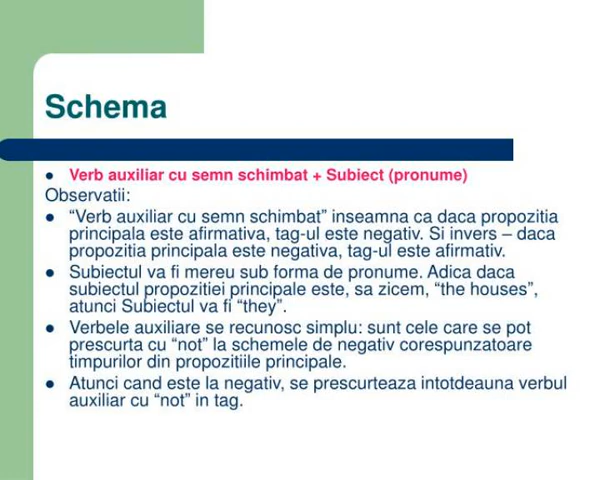 Schema
Verb auxiliar cu semn schimbat + Subiect (pronume)
Observatii:
“Verb auxiliar cu semn schimbat” inseamna ca daca propozitia
principala este afirmativa, tag-ul este negativ. Si invers – daca
propozitia principala este negativa, tag-ul este afirmativ.
Subiectul va fi mereu sub forma de pronume. Adica daca
subiectul propozitiei principale este, sa zicem, “the houses”,
atunci Subiectul va fi “they”.
Verbele auxiliare se recunosc simplu: sunt cele care se pot
prescurta cu “not” la schemele de negativ corespunzatoare
timpurilor din propozitiile principale.
Atunci cand este la negativ, se prescurteaza intotdeauna verbul
auxiliar cu “not” in tag.